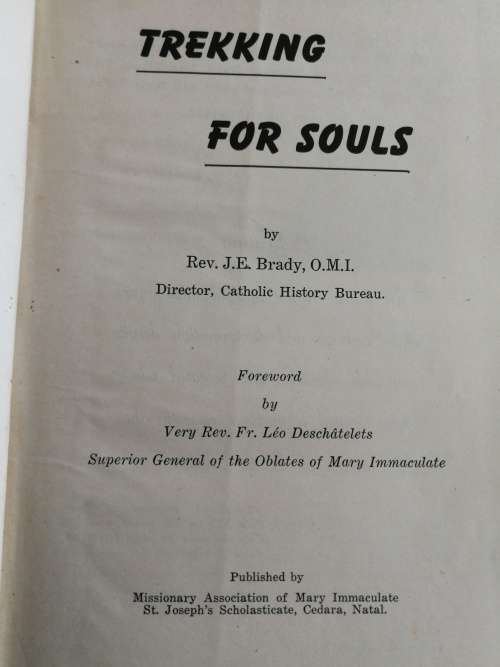 TREKKING
FOR SOULS
by
Rev. J.E. Brady, O.M.I.
Director, Catholic History Bureau.
Foreword
by
Very Rev. Fr. Léo Deschâtelets
Superior General of the Oblates of Mary Immaculate
Published by
Missionary Association of Mary Immaculate
St. Joseph's Scholasticate, Cedara, Natal.